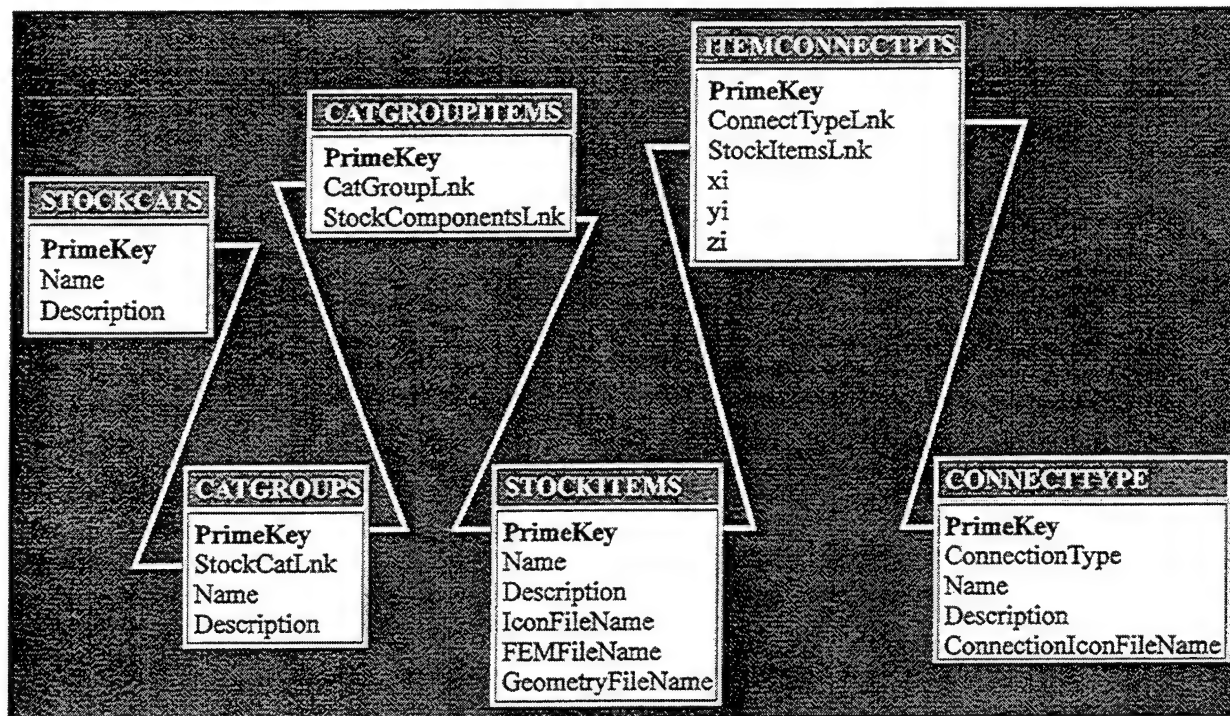 STOCKCATS
PrimeKey
Name
Description
CATGROUPS
PrimeKey
StockCatLnk
Name
Description
CATGROUPITEMS
PrimeKey
CatGroupLnk
StockComponentsLnk
STOCKITEMS
PrimeKey
Name
Description
IconFileName
FEMFileName
GeometryFileName
ITEMCONNECTPTS
PrimeKey
ConnectTypeLnk
StockItemsLnk
xi
yi
zi
CONNECTTYPE
PrimeKey
ConnectionType
Name
Description
ConnectionIconFileName